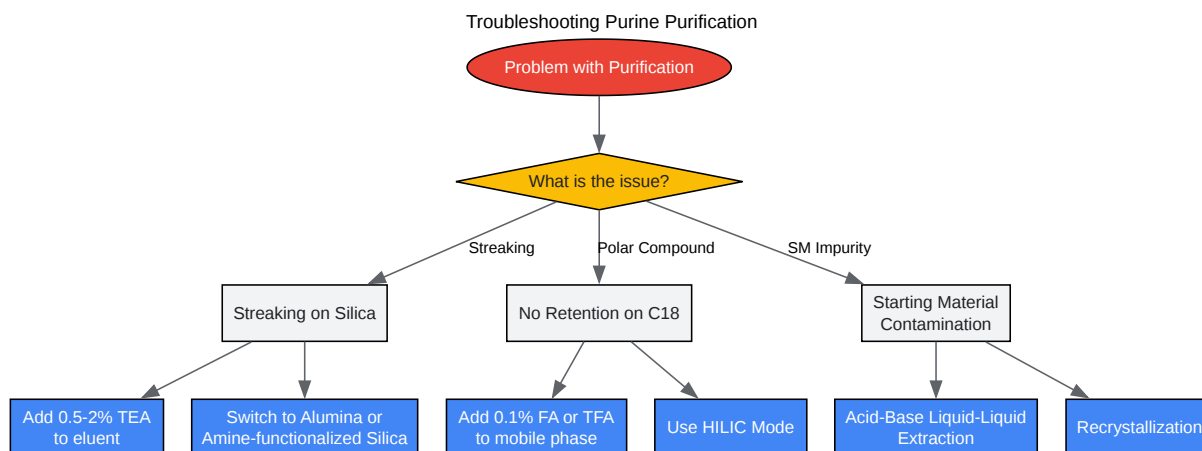 Troubleshooting Purine Purification
Problem with Purification
What is the issue?
Streaking
Polar Compound
SM Impurity
Streaking on Silica
No Retention on C18
Starting Material
Contamination
Add 0.5-2% TEA
to eluent
Switch to Alumina or
Amine-functionalized Silica
Add 0.1% FA or TFA
to mobile phase
Use HILIC Mode
Acid-Base Liquid-Liquid
Extraction
Recrystallization